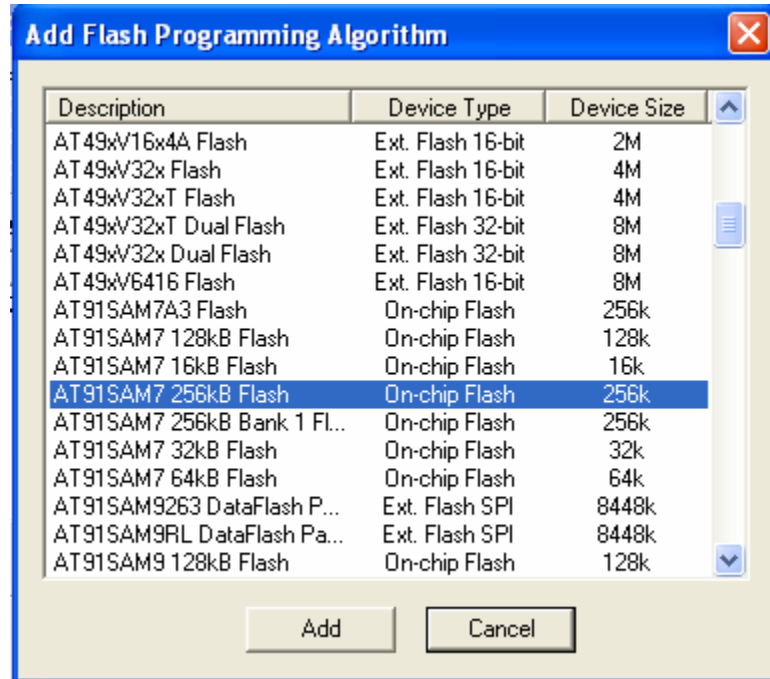 Add Flash Programming Algorithm
Description Device Type Device Size
AT49xV16x4A Flash Ext. Flash 16-bit 2M
AT49xV32x Flash Ext. Flash 16-bit 4M
AT49xV32xT Flash Ext. Flash 16-bit 4M
AT49xV32xT Dual Flash Ext. Flash 32-bit 8M
AT49xV32x Dual Flash Ext. Flash 32-bit 8M
AT49xV6416 Flash Ext. Flash 16-bit 8M
AT91SAM7A3 Flash On-chip Flash 256k
AT91SAM7 128kB Flash On-chip Flash 128k
AT91SAM7 16kB Flash On-chip Flash 16k
AT91SAM7 256kB Flash On-chip Flash 256k
AT91SAM7 256kB Bank 1 Fl... On-chip Flash 256k
AT91SAM7 32kB Flash On-chip Flash 32k
AT91SAM7 64kB Flash On-chip Flash 64k
AT91SAM9263 DataFlash P... Ext. Flash SPI 8448k
AT91SAM9RL DataFlash Pa... Ext. Flash SPI 8448k
AT91SAM9 128kB Flash On-chip Flash 128k
Add Cancel